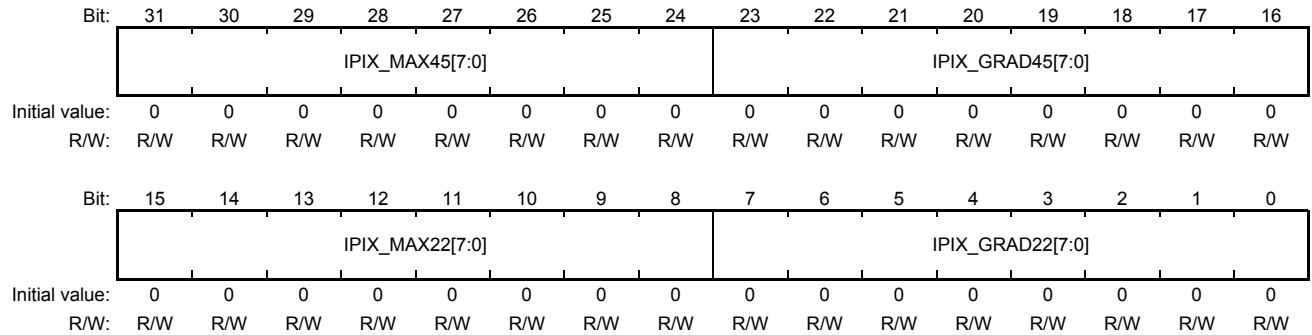 Bit: 31 30 29 28 27 26 25 24 23 22 21 20 19 18 17 16
IPIX_MAX45[7:0] IPIX_GRAD45[7:0]
Initial value: 0 0 0 0 0 0 0 0 0 0 0 0 0 0 0 0
R/W: R/W R/W R/W R/W R/W R/W R/W R/W R/W R/W R/W R/W R/W R/W R/W R/W
Bit: 15 14 13 12 11 10 9 8 7 6 5 4 3 2 1 0
IPIX_MAX22[7:0] IPIX_GRAD22[7:0]
Initial value: 0 0 0 0 0 0 0 0 0 0 0 0 0 0 0 0
R/W: R/W R/W R/W R/W R/W R/W R/W R/W R/W R/W R/W R/W R/W R/W R/W R/W